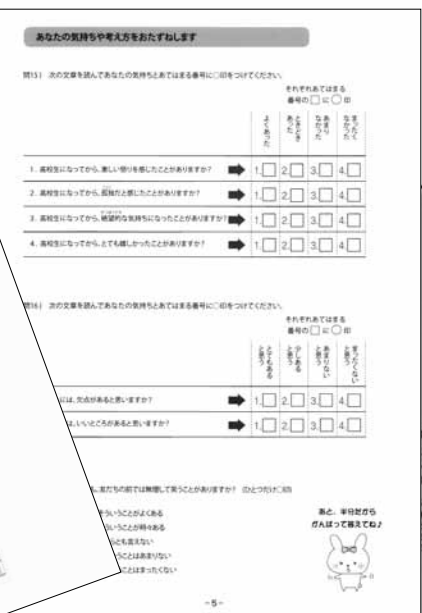 あなたの気持ちや考え方をおたずねします
問15) 次の文章を読んであなたの気持ちとあてはまる番号に○印をつけてください。
それぞれあてはまる
番号の□に○印
よくあった
ときどきあった
あまりなかった
まったくなかった
1. 高校生になってから、激しい怒りを感じたことがありますか? 1. 2. 3. 4.
2. 高校生になってから、孤独だと感じたことがありますか? 1. 2. 3. 4.
3. 高校生になってから、絶望的な気持ちになったことがありますか? 1. 2. 3. 4.
4. 高校生になってから、とても嬉しかったことがありますか? 1. 2. 3. 4.
問16) 次の文章を読んであなたの気持ちとあてはまる番号に○印をつけてください。
それぞれあてはまる
番号の□に○印
とてもあると思う
少しあると思う
あまりないと思う
まったくないと思う
には、欠点があると思いますか? 1. 2. 3. 4.
は、いいところがあると思いますか? 1. 2. 3. 4.
、友だちの前では無理して笑うことがありますか? (ひとつだけ○印)
そういうことがよくある
ういうことが時々ある
らとも言えない
うことはあまりない
ことはまったくない
あと、半分だから
がんばって答えてね♪
-5-